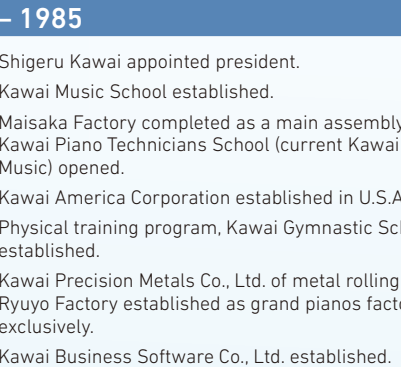 – 1985
Shigeru Kawai appointed president.
Kawai Music School established.
Maisaka Factory completed as a main assembly
Kawai Piano Technicians School (current Kawai
Music) opened.
Kawai America Corporation established in U.S.A
Physical training program, Kawai Gymnastic Sc
established.
Kawai Precision Metals Co., Ltd. of metal rolling
Ryuyo Factory established as grand pianos fact
exclusively.
Kawai Business Software Co., Ltd. established.